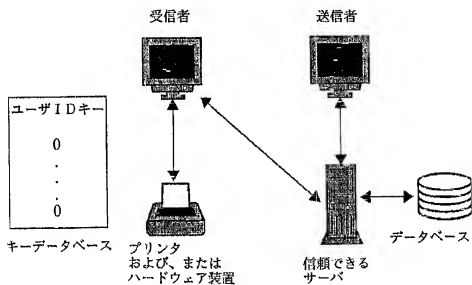 受信者
送信者
ユーザIDキー
0
.
.
.
.
0
キーデータベース
プリンタ
および、または
ハードウェア装置
信頼できる
サーバ
データベース